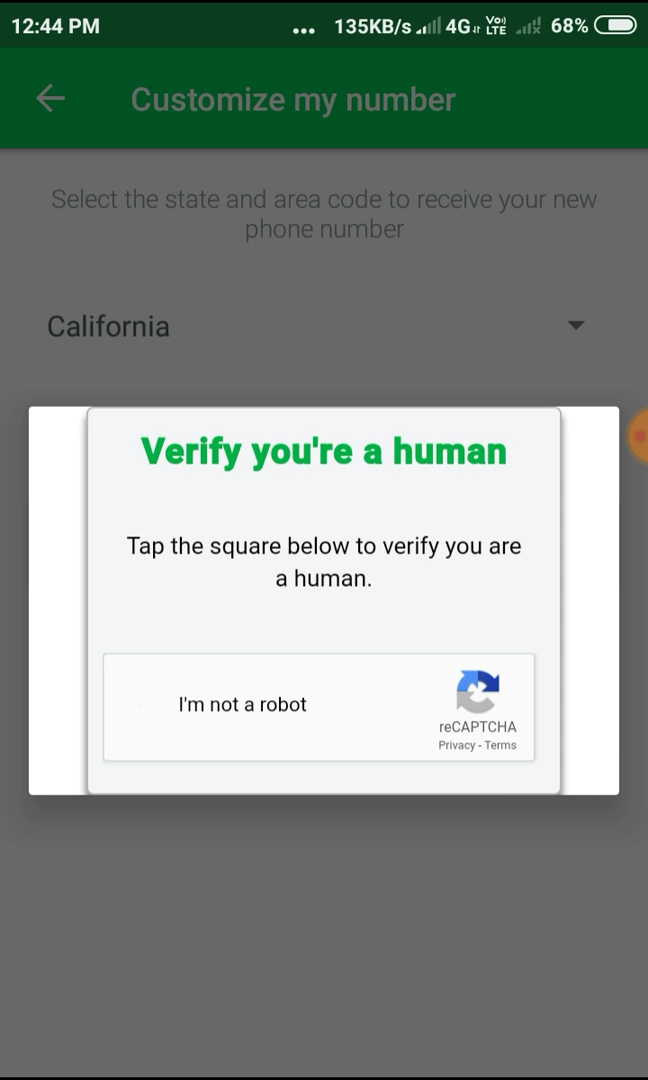 12:44 PM ... 135KB/s 4G Vo) LTE 68%
Customize my number
Select the state and area code to receive your new
phone number
California
Verify you're a human
Tap the square below to verify you are
a human.
I'm not a robot
reCAPTCHA
Privacy - Terms